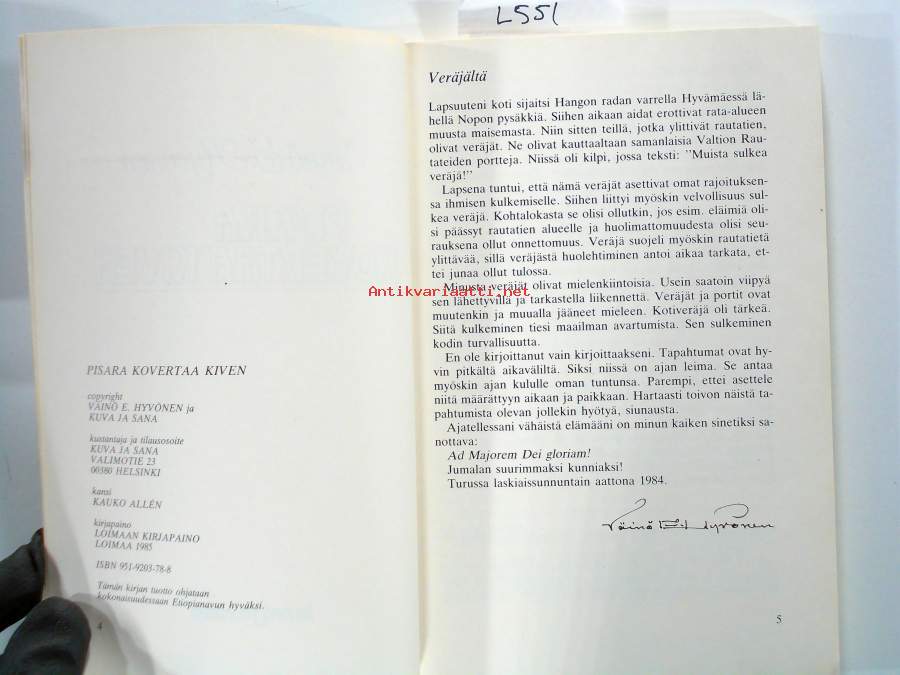 L551
PISARA KOVERTAA KIVEN
copyright
VÄINÖ E. HYVÖNEN ja
KUVA JA SANA
kustantaja ja tilausosoite
KUVA JA SANA
VALIMOTIE 23
00380 HELSINKI
kansi
KAUKO ALLÉN
kirjapaino
LOIMAAN KIRJAPAINO
LOIMAA 1985
ISBN 951-9203-78-8
Tämän kirjan tuotto ohjataan
kokonaisuudessaan Etiopianavun hyväksi.
4
Veräjältä
Lapsuuteni koti sijaitsi Hangon radan varrella Hyvämäessä lä-
hellä Nopon pysäkkiä. Siihen aikaan aidat erottivat rata-alueen
muusta maisemasta. Niin sitten teillä, jotka ylittivät rautatien,
olivat veräjät. Ne olivat kauttaaltaan samanlaisia Valtion Rau-
tateiden portteja. Niissä oli kilpi, jossa teksti: "Muista sulkea
veräjä!"
Lapsena tuntui, että nämä veräjät asettivat omat rajoituksen-
sa ihmisen kulkemiselle. Siihen liittyi myöskin velvollisuus sul-
kea veräjä. Kohtalokasta se olisi ollutkin, jos esim. eläimiä oli-
si päässyt rautatien alueelle ja huolimattomuudesta olisi seu-
rauksena ollut onnettomuus. Veräjä suojeli myöskin rautatietä
ylittävää, sillä veräjästä huolehtiminen antoi aikaa tarkata, et-
tei junaa ollut tulossa.
Minusta veräjät olivat mielenkiintoisia. Usein saatoin viipyä
Antikvariaatti.net
sen lähettyvillä ja tarkastella liikennettä. Veräjät ja portit ovat
muutenkin ja muualla jääneet mieleen. Kotiveräjä oli tärkeä.
Siitä kulkeminen tiesi maailman avartumista. Sen sulkeminen
kodin turvallisuutta.
En ole kirjoittanut vain kirjoittaakseni. Tapahtumat ovat hy-
vin pitkältä aikaväliltä. Siksi niissä on ajan leima. Se antaa
myöskin ajan kululle oman tuntunsa. Parempi, ettei asettele
niitä määrättyyn aikaan ja paikkaan. Hartaasti toivon näistä ta-
pahtumista olevan jollekin hyötyä, siunausta.
Ajatellessani vähäistä elämääni on minun kaiken sinetiksi sa-
nottava:
Ad Majorem Dei gloriam!
Jumalan suurimmaksi kunniaksi!
Turussa laskiaissunnuntain aattona 1984.
Väinö E. Hyvönen
5